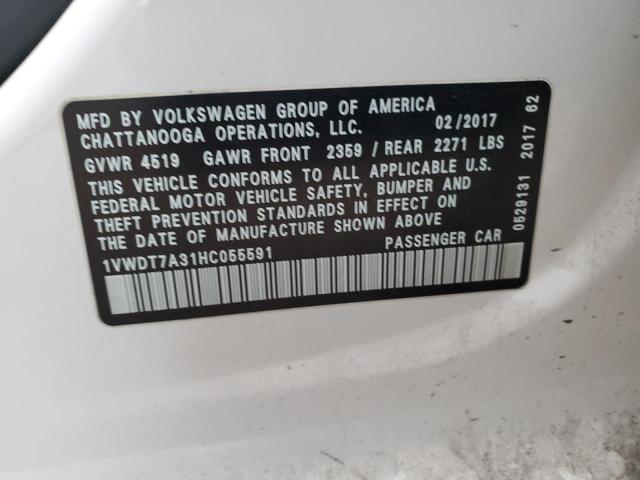 MFD BY VOLKSWAGEN GROUP OF AMERICA
CHATTANOOGA OPERATIONS, LLC. 02/2017
GVWR 4519 GAWR FRONT 2359 / REAR 2271 LBS
THIS VEHICLE CONFORMS TO ALL APPLICABLE U.S.
FEDERAL MOTOR VEHICLE SAFETY, BUMPER AND
THEFT PREVENTION STANDARDS IN EFFECT ON
THE DATE OF MANUFACTURE SHOWN ABOVE
1VWDT7A31HC055591 PASSENGER CAR
0529131 2017 62